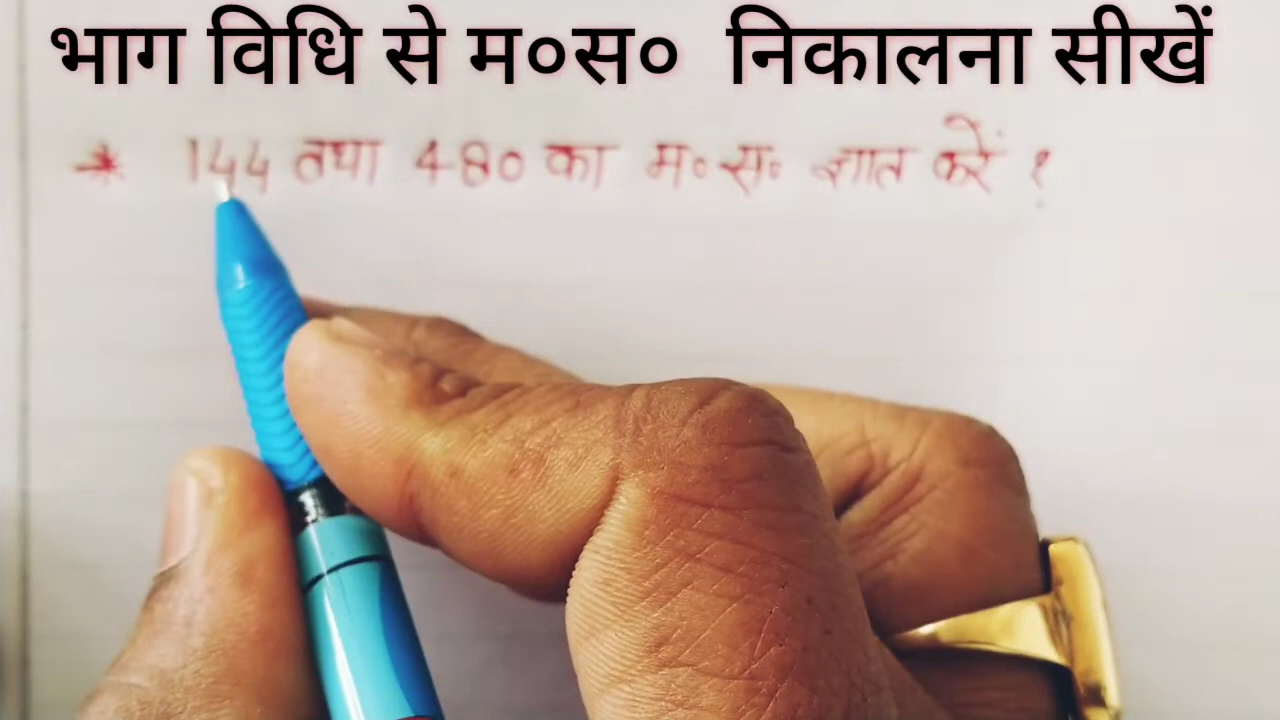 भाग विधि से म०स० निकालना सीखें
* 144 तथा 480 का म०स० ज्ञात करें ?